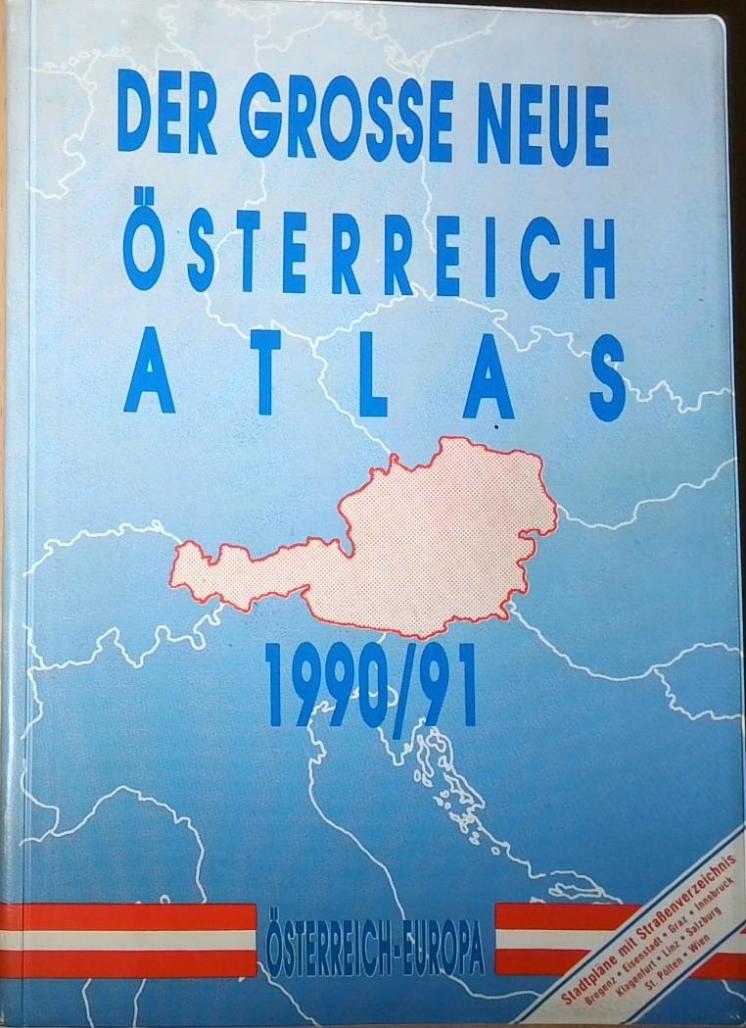 DER GROSSE NEUE
ÖSTERREICH
ATLAS
1990/91
ÖSTERREICH-EUROPA
Stadtpläne mit Straßenverzeichnis
Bregenz • Eisenstadt • Graz • Innsbruck
Klagenfurt • Linz • Salzburg
St. Pölten • Wien